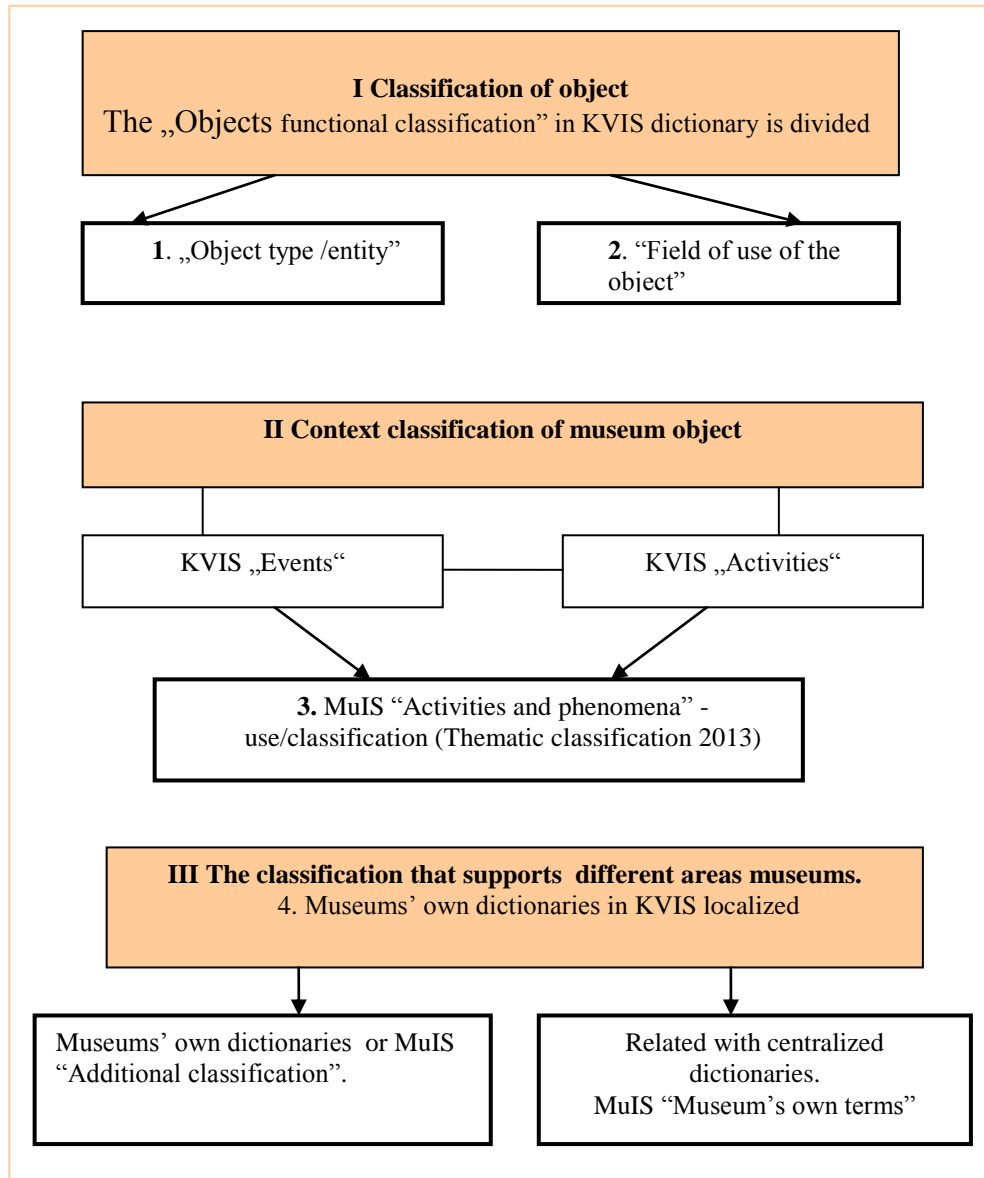 I Classification of object
The „Objects functional classification” in KVIS dictionary is divided
1. „Object type /entity”
2. “Field of use of the
object”
II Context classification of museum object
KVIS „Events“
KVIS „Activities“
3. MuIS “Activities and phenomena” -
use/classification (Thematic classification 2013)
III The classification that supports different areas museums.
4. Museums’ own dictionaries in KVIS localized
Museums’ own dictionaries or MuIS
“Additional classification”.
Related with centralized
dictionaries.
MuIS “Museum’s own terms”